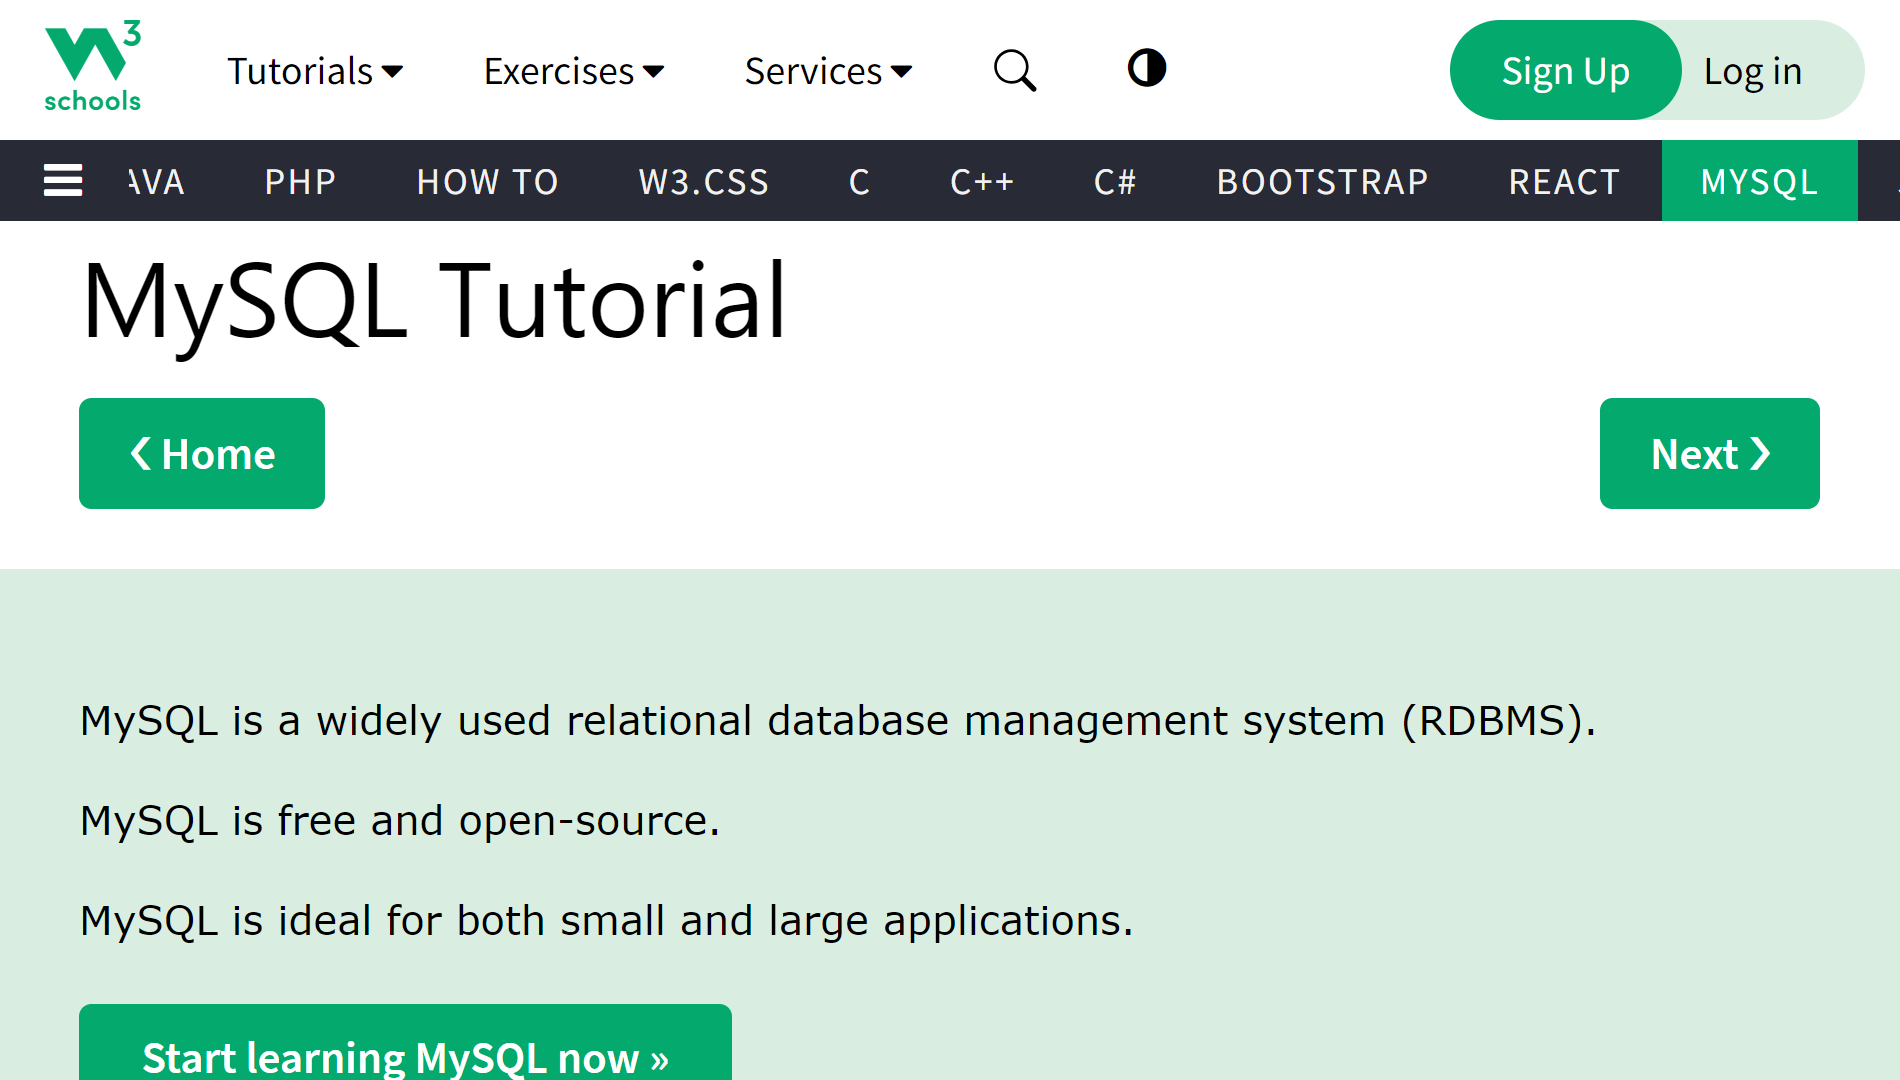 3
schools
Tutorials Exercises Services Sign Up Log in
AVA PHP HOW TO W3.CSS C C++ C# BOOTSTRAP REACT MYSQL
MySQL Tutorial
❮ Home Next ❯
MySQL is a widely used relational database management system (RDBMS).
MySQL is free and open-source.
MySQL is ideal for both small and large applications.
Start learning MySQL now »